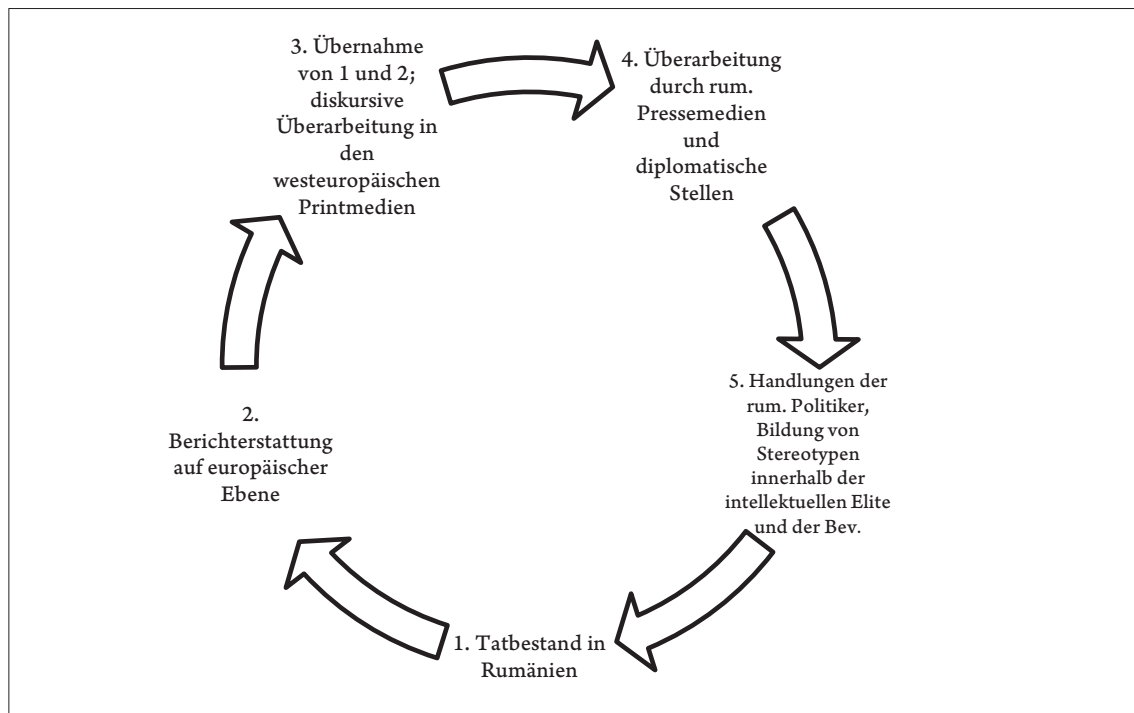 3. Übernahme
von 1 und 2;
diskursive
Überarbeitung in
den
westeuropäischen
Printmedien
4. Überarbeitung
durch rum.
Pressemedien
und
diplomatische
Stellen
5. Handlungen der
rum. Politiker,
Bildung von
Stereotypen
innerhalb der
intellektuellen Elite
und der Bev.
2.
Berichterstattung
auf europäischer
Ebene
1. Tatbestand in
Rumänien